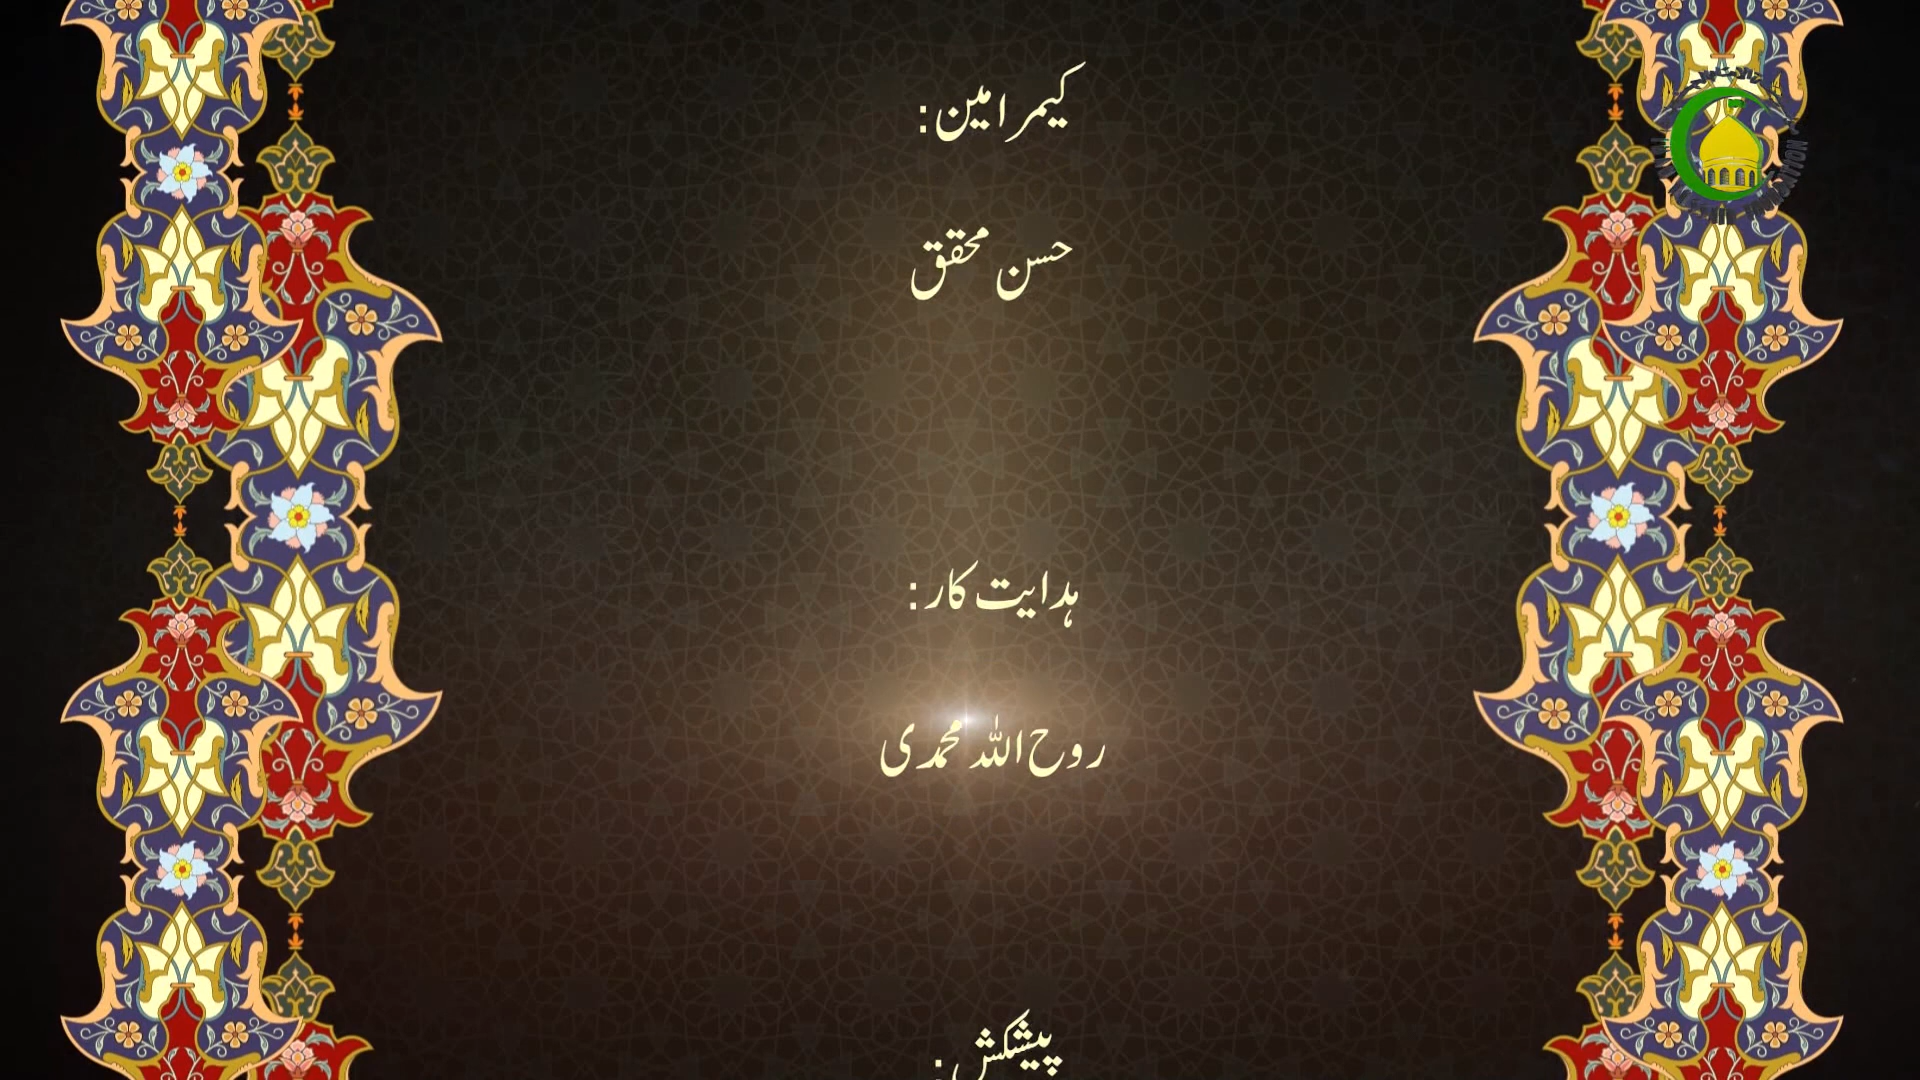 کیمرامین:
حسن محقق
ہدایت کار:
روح اللہ محمدی
پیشکش: